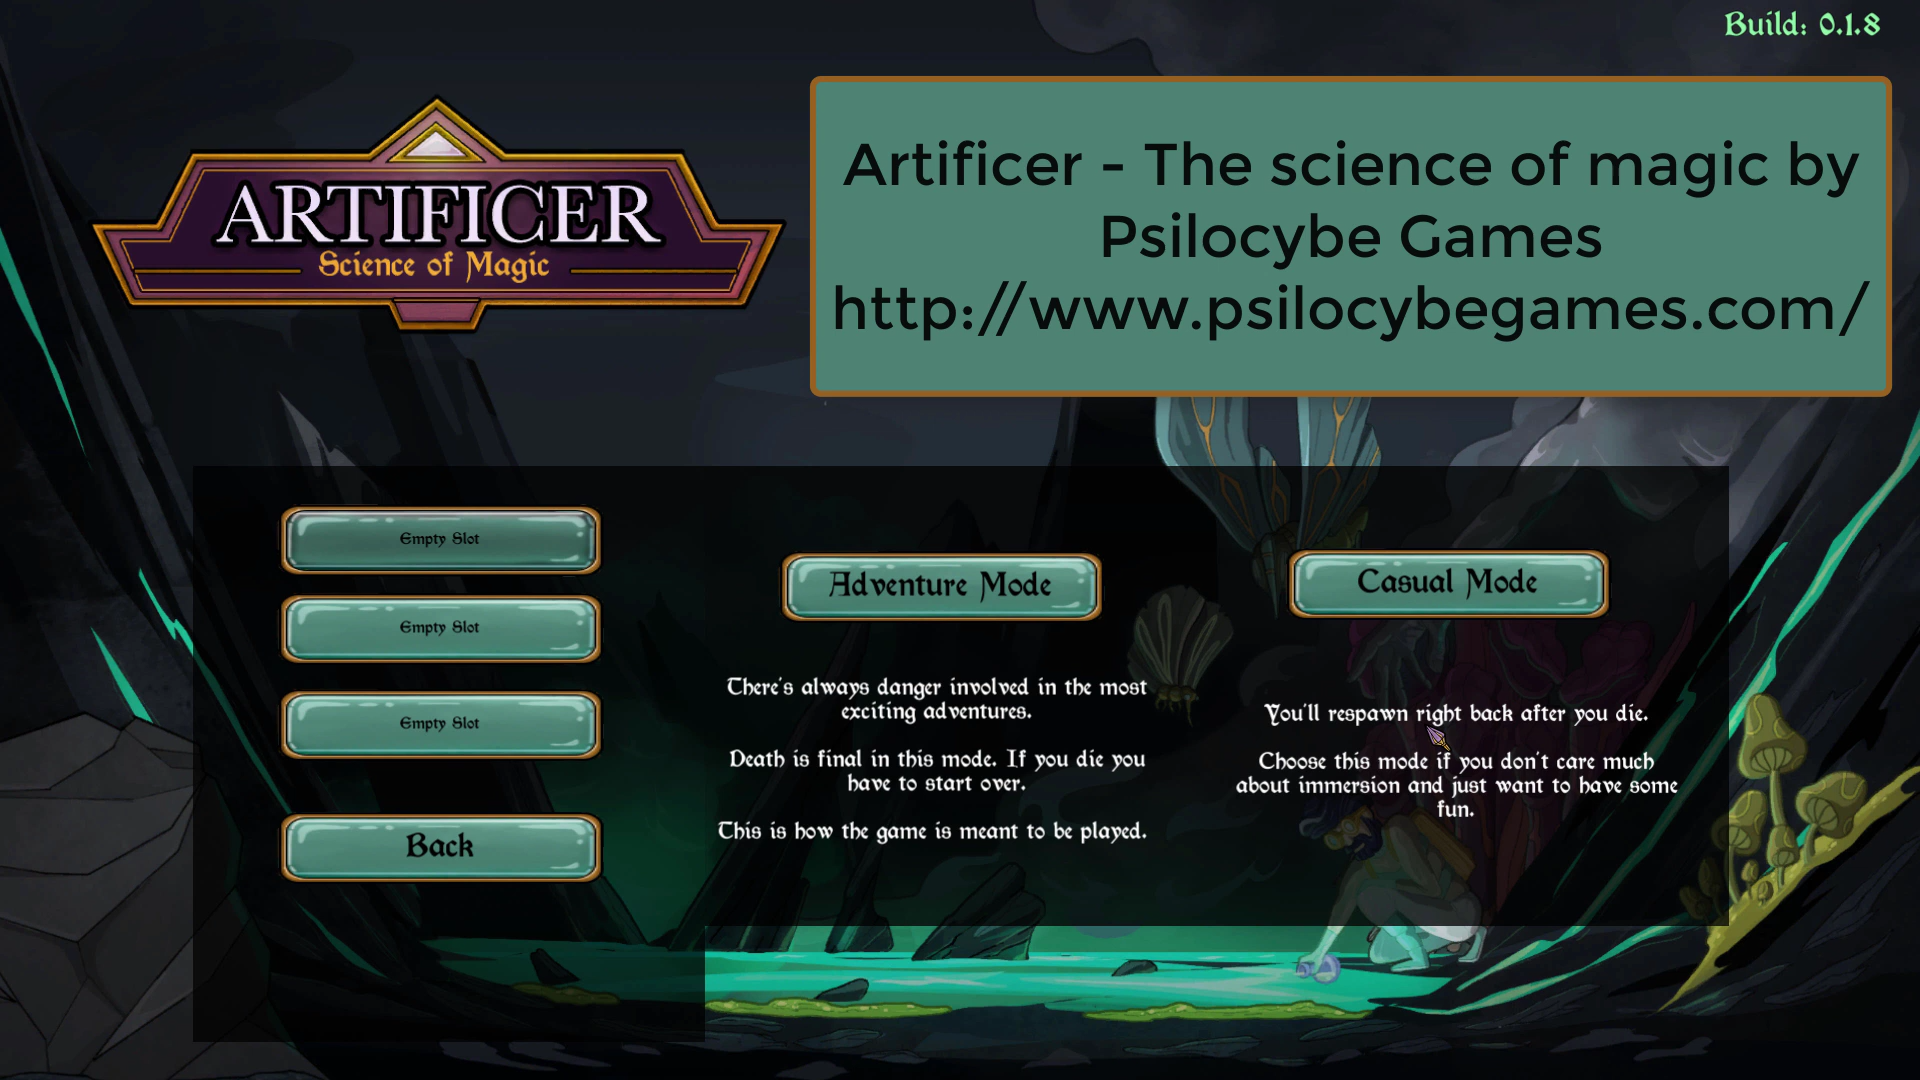 Build: 0.1.8
ARTIFICER
Science of Magic
Artificer - The science of magic by
Psilocybe Games
http://www.psilocybegames.com/
Empty Slot
Empty Slot
Empty Slot
Back
Adventure Mode
There's always danger involved in the most
exciting adventures.
Death is final in this mode. If you die you
have to start over.
This is how the game is meant to be played.
Casual Mode
You'll respawn right back after you die.
Choose this mode if you don't care much
about immersion and just want to have some
fun.